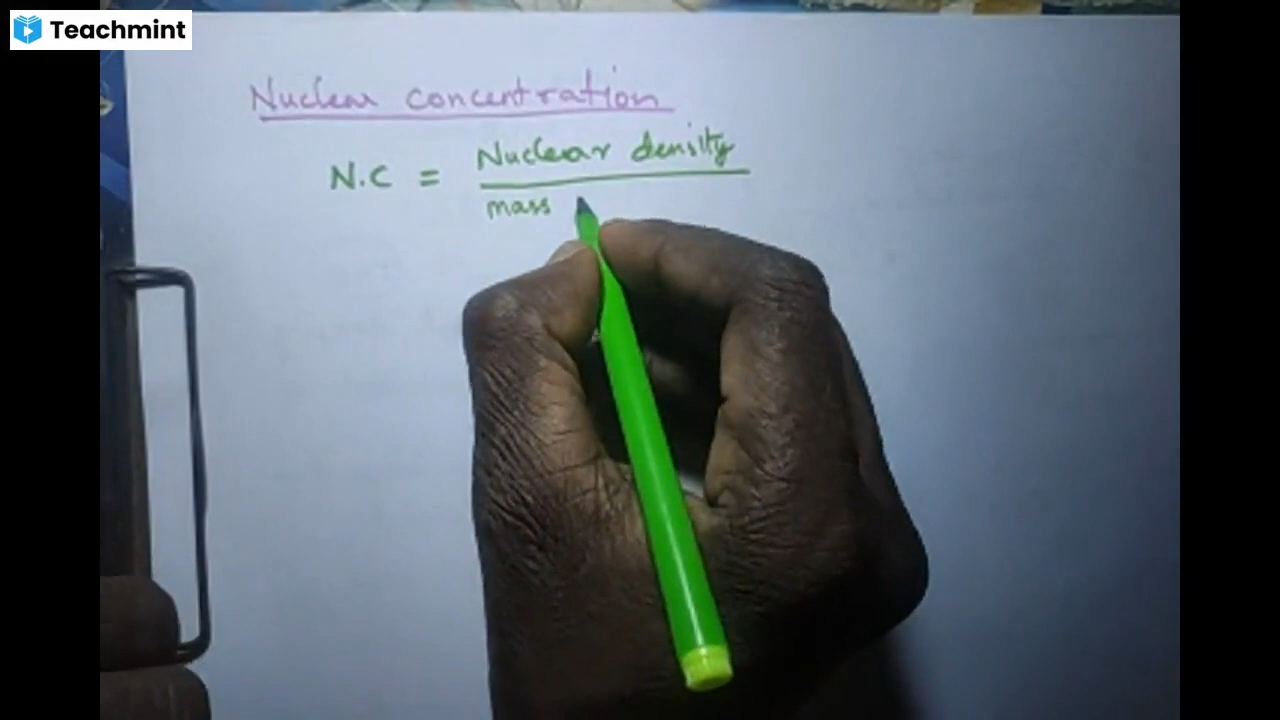 Teachmint
Nuclear concentration
N.C = Nuclear density
mass